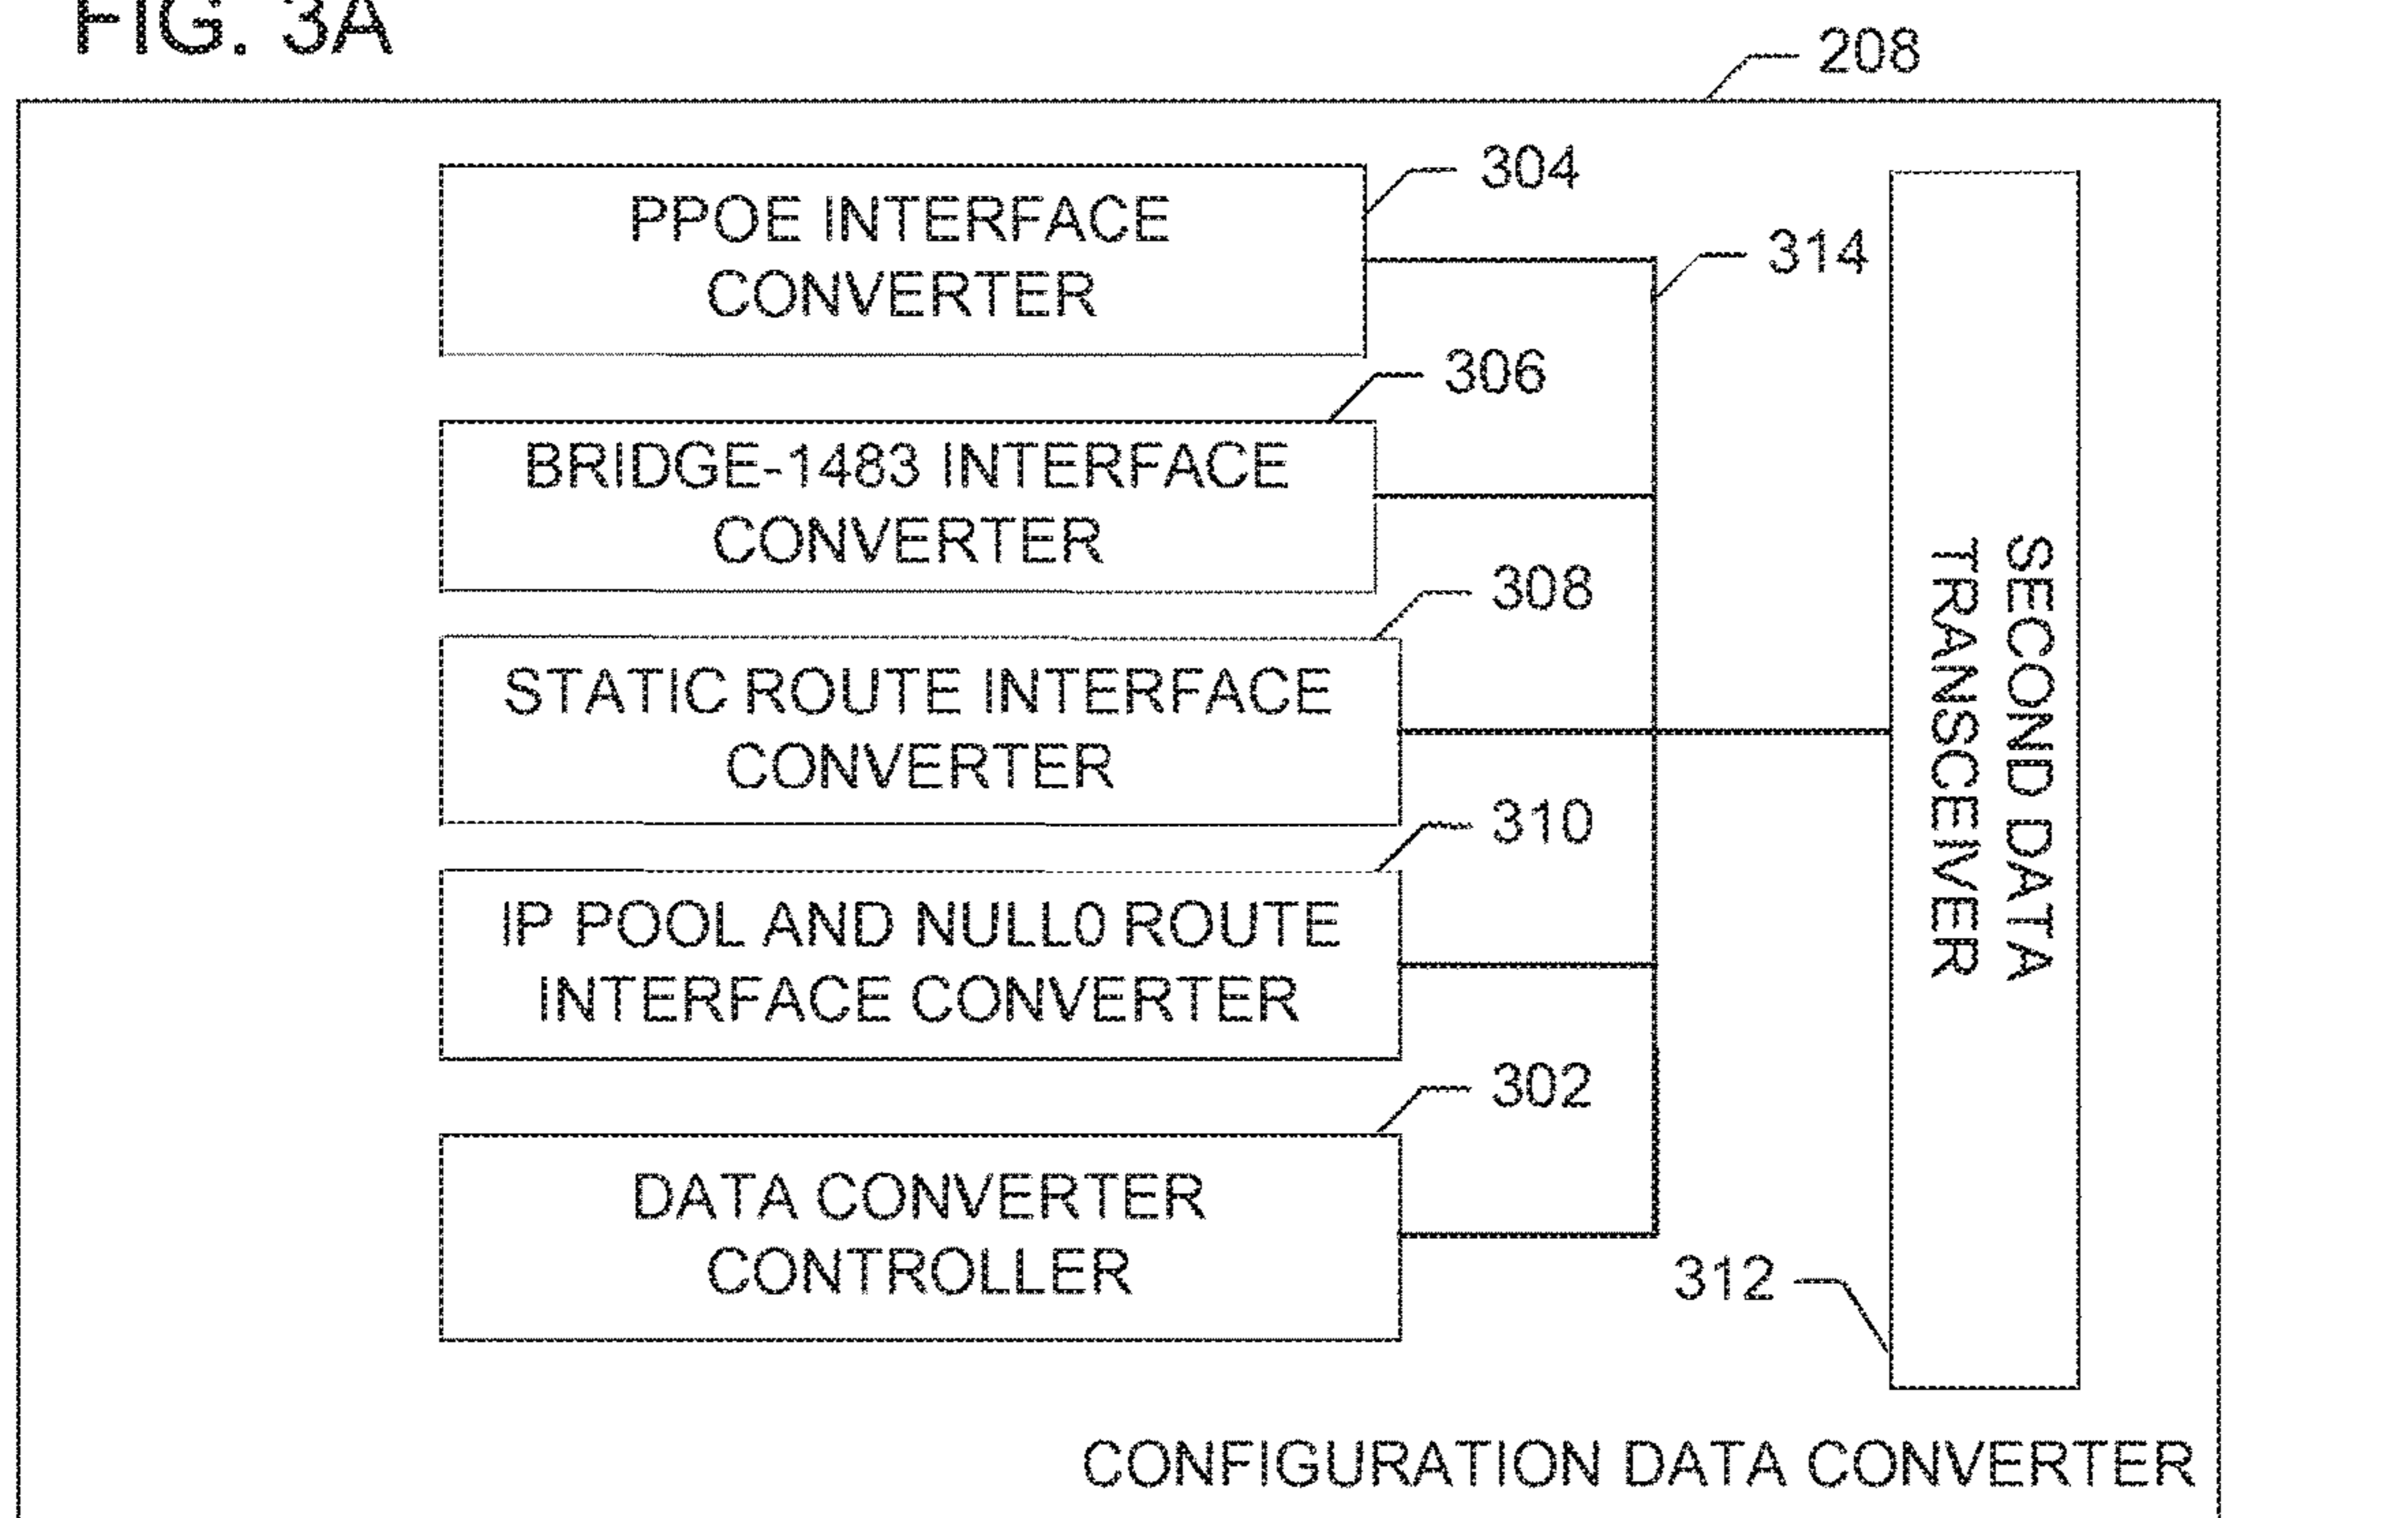 FIG. 3A
208
304
PPOE INTERFACE
CONVERTER
314
306
BRIDGE-1483 INTERFACE
CONVERTER
308
STATIC ROUTE INTERFACE
CONVERTER
310
IP POOL AND NULL0 ROUTE
INTERFACE CONVERTER
302
DATA CONVERTER
CONTROLLER
312
SECOND DATA
TRANSCEIVER
CONFIGURATION DATA CONVERTER